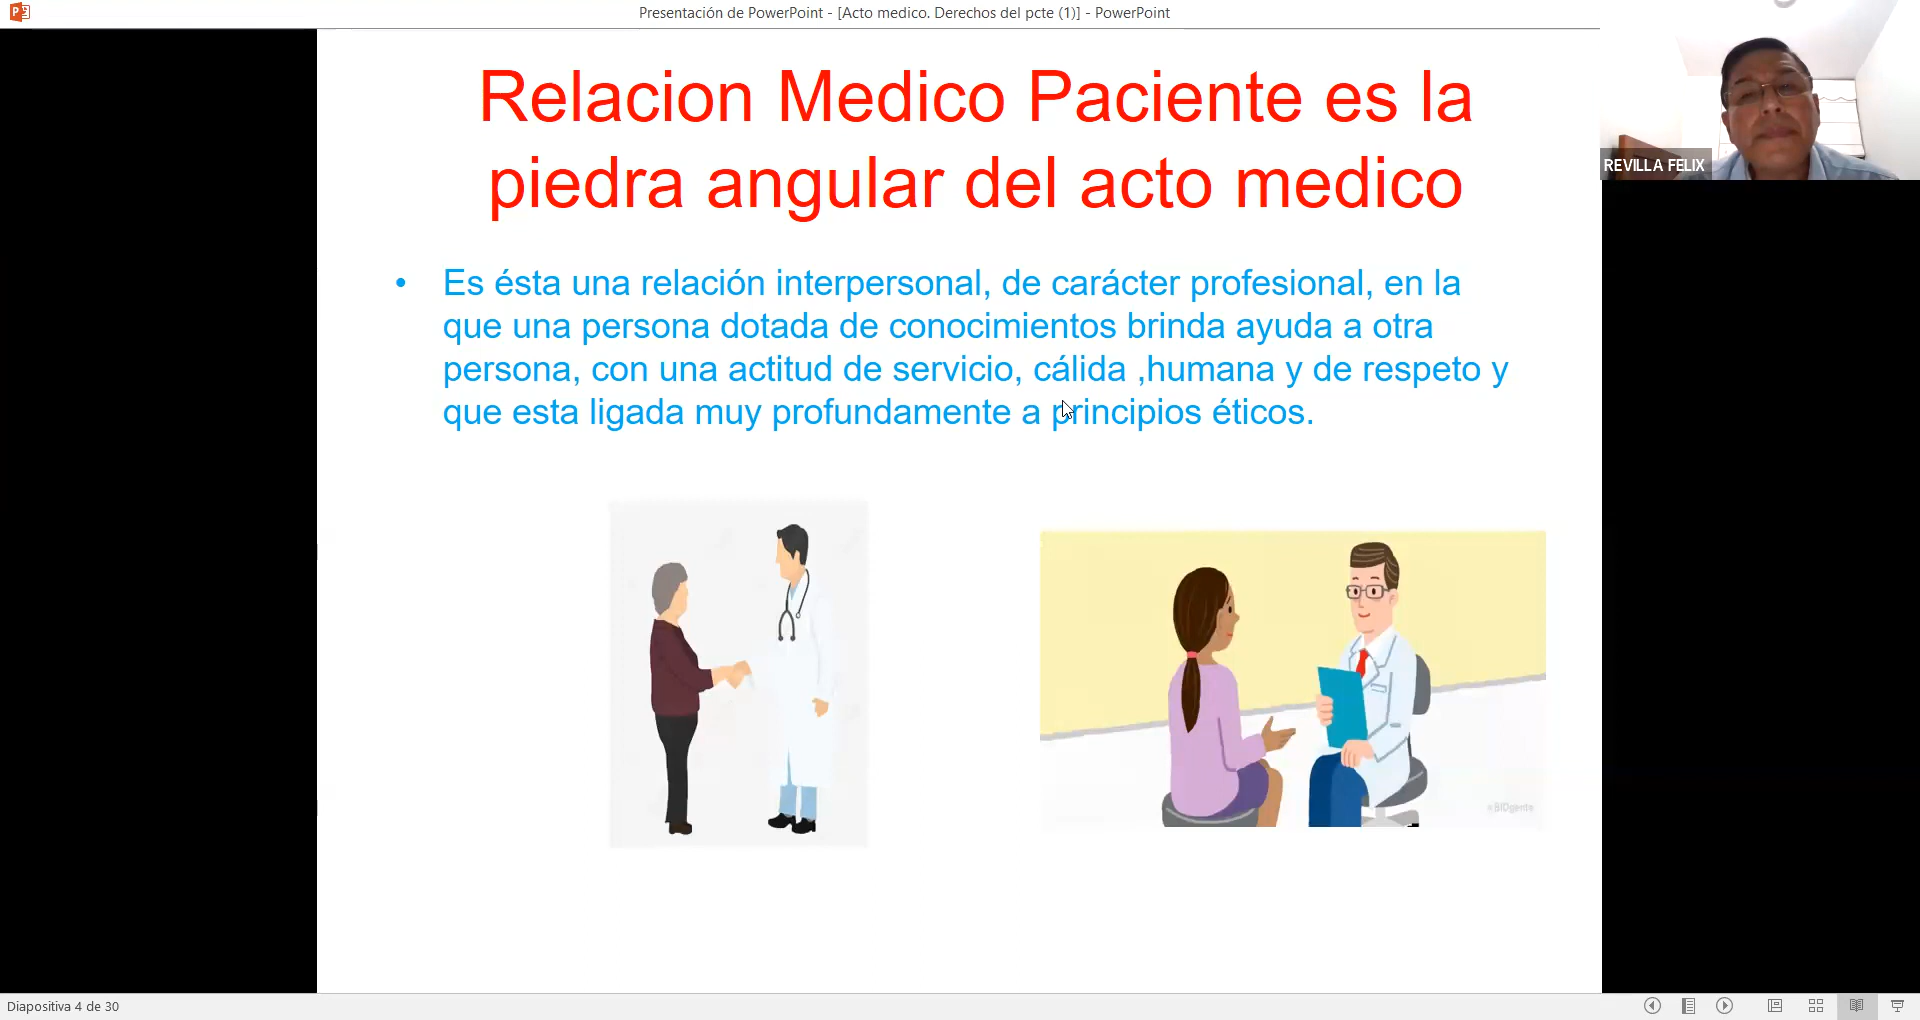 Presentación de PowerPoint - [Acto medico. Derechos del pcte (1)] - PowerPoint
Relacion Medico Paciente es la
piedra angular del acto medico
REVILLA FELIX
• Es ésta una relación interpersonal, de carácter profesional, en la
que una persona dotada de conocimientos brinda ayuda a otra
persona, con una actitud de servicio, cálida ,humana y de respeto y
que esta ligada muy profundamente a principios éticos.
Diapositiva 4 de 30